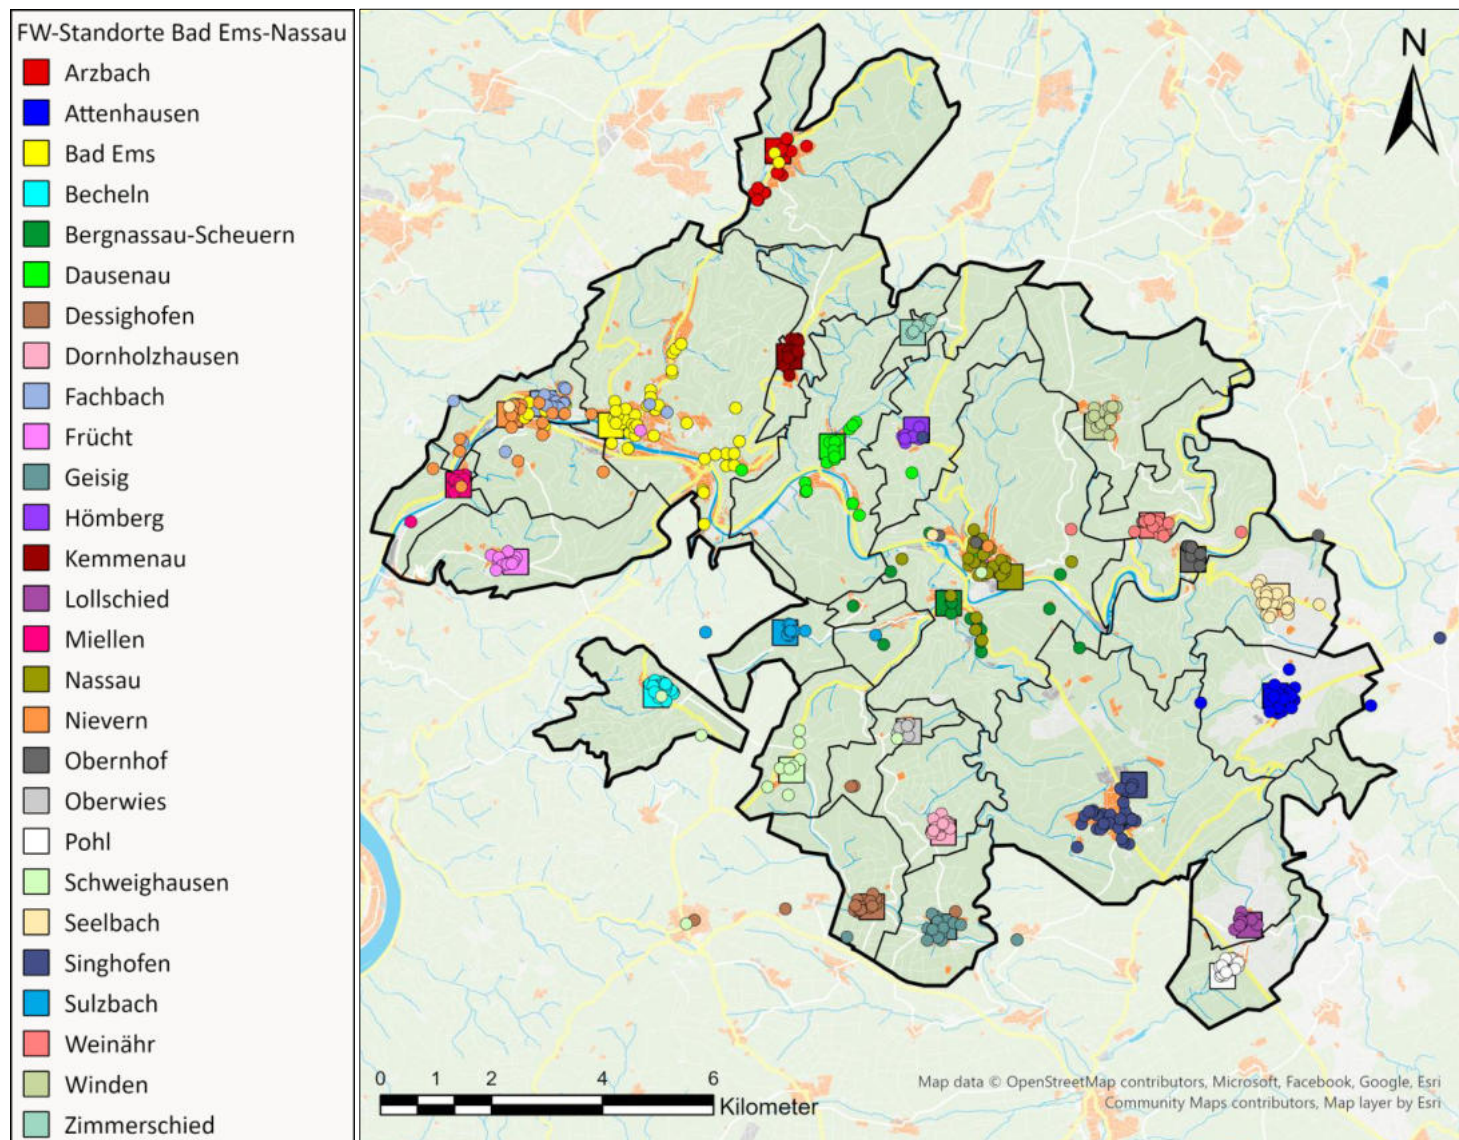 FW-Standorte Bad Ems-Nassau
Arzbach
Attenhausen
Bad Ems
Becheln
Bergnassau-Scheuern
Dausenau
Dessighofen
Dornholzhausen
Fachbach
Frücht
Geisig
Hömberg
Kemmenau
Lollschied
Miellen
Nassau
Nievern
Obernhof
Oberwies
Pohl
Schweighausen
Seelbach
Singhofen
Sulzbach
Weinähr
Winden
Zimmerschied
N
0 1 2 4 6
Kilometer
Map data © OpenStreetMap contributors, Microsoft, Facebook, Google, Esri
Community Maps contributors, Map layer by Esri